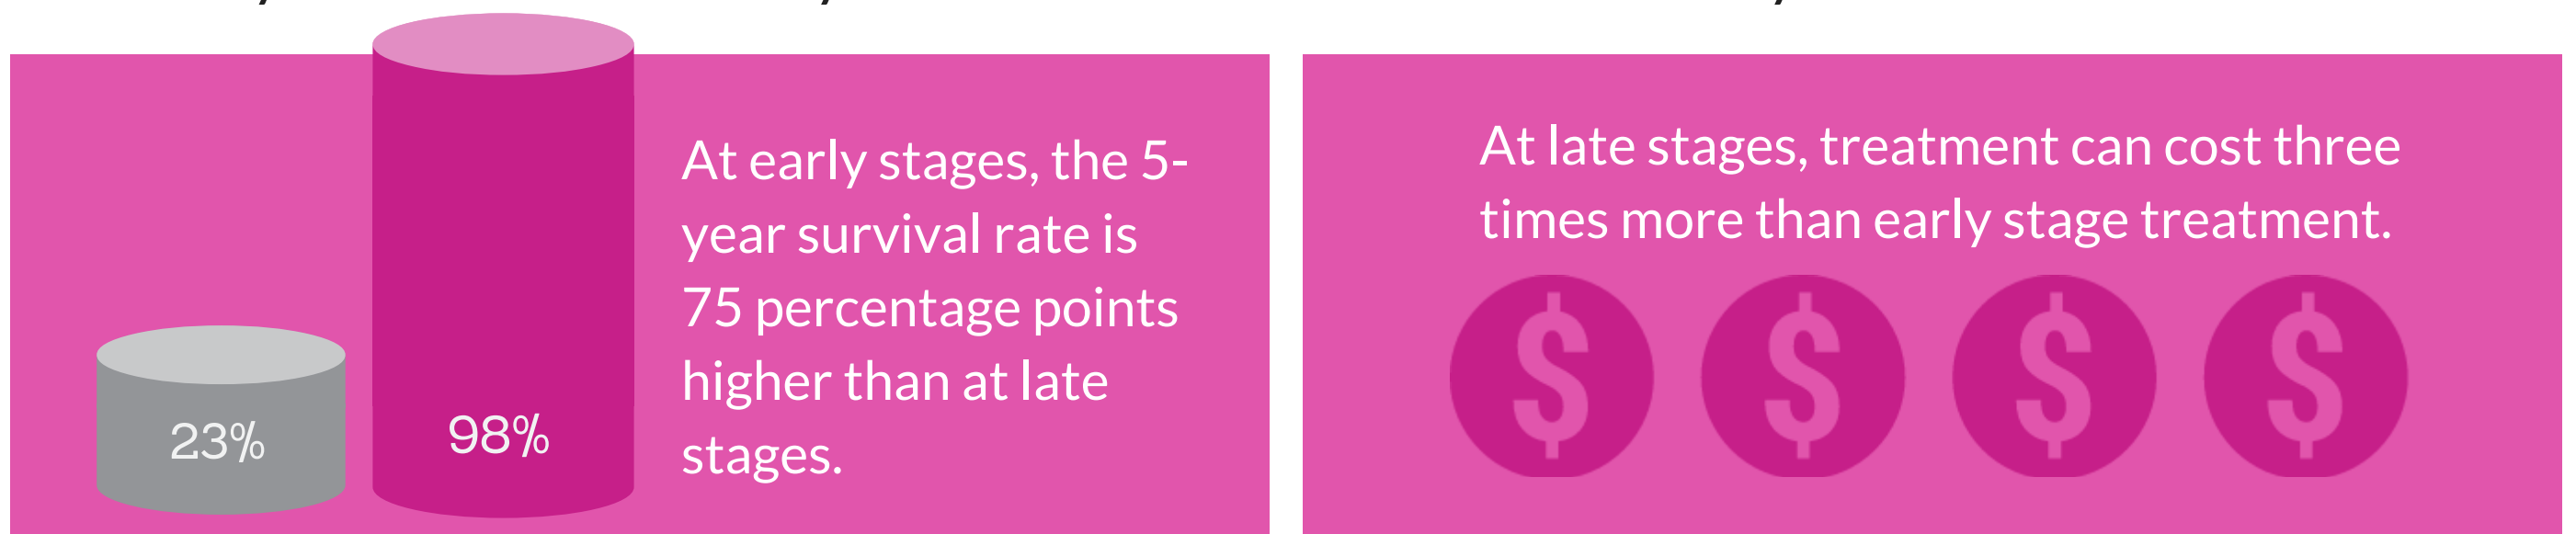 23%
98%
At early stages, the 5-
year survival rate is
75 percentage points
higher than at late
stages.
At late stages, treatment can cost three
times more than early stage treatment.
$ $ $ $